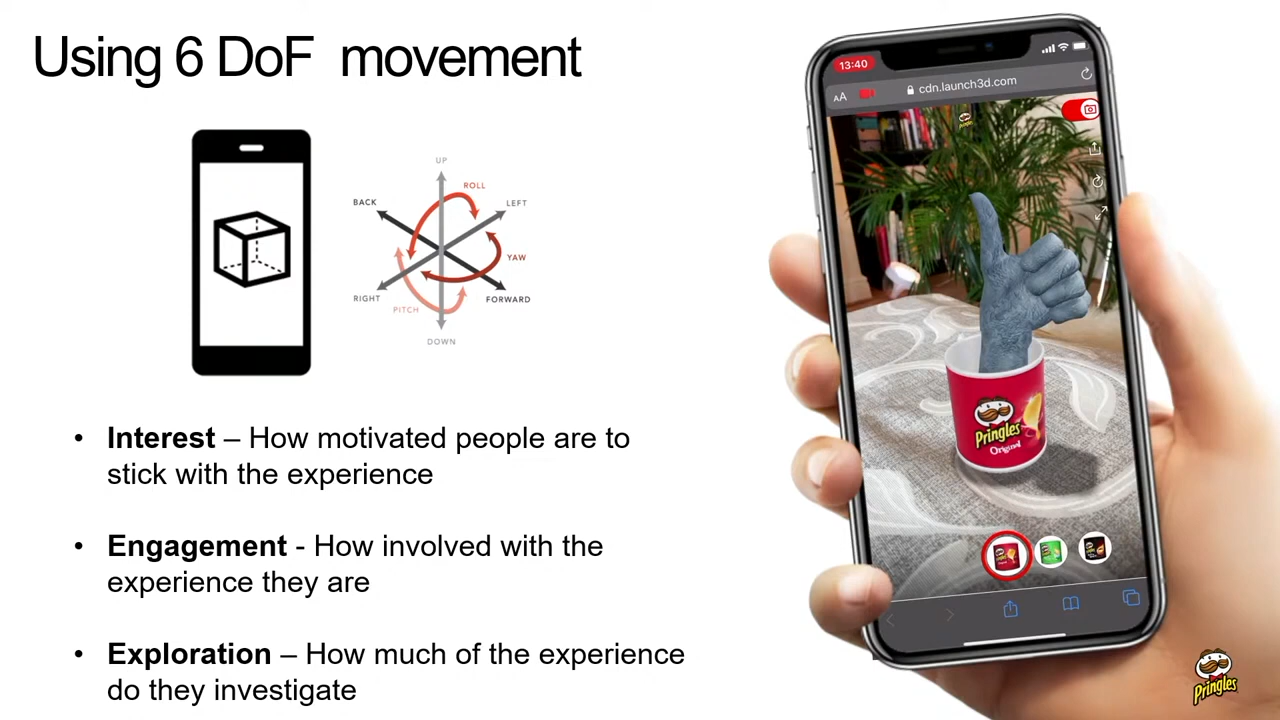 Using 6 DoF movement
UP
ROLL
BACK
LEFT
YAW
RIGHT
FORWARD
PITCH
DOWN
• Interest – How motivated people are to
stick with the experience
• Engagement - How involved with the
experience they are
• Exploration – How much of the experience
do they investigate
13:40
AA
cdn.launch3d.com
Pringles
Original
Pringles